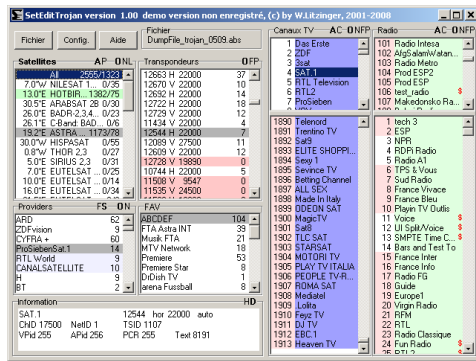 SetEditTrojan version 1.00 demo version non enregistré, (c) by W.Litzinger, 2001-2008
Fichier
Config.
Aide
Fichier
DumpFile_trojan_0509.abs
Satellites AP ONL
All 2555/1323
7.0°W NILESAT 1... 0/35
13.0°E HOTBIR... 1382/75
30.5°E ARABSAT 2B 0/30
26.0°E BADR-2,3,4... 0/23
26.1°E C-Band BAD... 0/6
19.2°E ASTRA ... 1173/78
30.0°W HISPASAT 0/55
0.8°W THOR 2,3 0/27
5.0°E SIRIUS 2,3 0/31
7.0°E EUTELSAT ... 0/25
10.0°E EUTELSAT ... 0/14
16.0°E EUTELSAT ... 0/34
Transpondeurs OFP
12663 H 22000 37
12670 V 22000 10
12692 H 22000 14
12722 H 22000 18
12729 V 22000 12
12434 V 22000 4
12544 H 22000 7
12089 V 27500 11
12609 V 22000 12
12728 V 19890 0
10744 H 22000 5
11508 V 9547 0
11535 V 24500 0
Providers FS ON
ARD 62
ZDFvision 9
CYFRA + 60
ProSiebenSat.1 14
RTL World 9
CANALSATELLITE 10
H 9
BT 2
FAV
ABCDEF 104
FTA Astra INT 39
Musik FTA 21
MTV Network 18
Premiere 53
Premiere Star 8
DrDish TV 1
arena Fussball 8
Information HD
SAT.1 12544 hor 22000 auto
CHD 17500 NetID 1 TSID 1107
VPid 255 APid 256 PCR 255 Text 8191
Canaux TV AC ONFP
1 Das Erste
2 ZDF
3 3sat
4 SAT.1
5 RTL Television
6 RTL2
7 ProSieben
1890 Telenord
1891 Trentino TV
1892 Sat9
1893 ELITE SHOPPI...
1894 Sexy 1
1895 Sevince TV
1896 Betting Channel
1897 ALL SEX
1898 Made In Italy
1899 ODEON SAT
1900 MagicTV
1901 Sat8
1902 TLC SAT
1903 STARSAT
1904 MOTORI TV
1905 PLAY TV ITALIA
1906 PEOPLE TV-R...
1907 ROMA SAT
1908 Mediatel
1909 .Lolita
1910 Feyz TV
1911 DJ TV
1912 EBC.1
1913 Heaven TV
Radio AC ONFP
101 Radio Intesa
102 AfgSalamWatan...
103 Radio Metro
104 Prod ESP2
105 Prod ESP
106 test_radio $
107 Makedonsko Ra...
1 tech 3
2 ESP
3 NPR
4 RDPi Radio
5 Radio A1
6 TPS & Vous
7 Sud Radio
8 France Vivace
9 France Bleu
10 Playin TV Outils
11 Voice $
12 UI Split/Voice $
13 SMPTE Time C... $
14 Bars and Test To
15 France Inter
16 France Info
17 Radio FG
18 Guide
19 Europe1
20 Virgin Radio
21 RFM
22 RTL
23 Radio Classique
24 Fun Radio $
25 RTL2 $